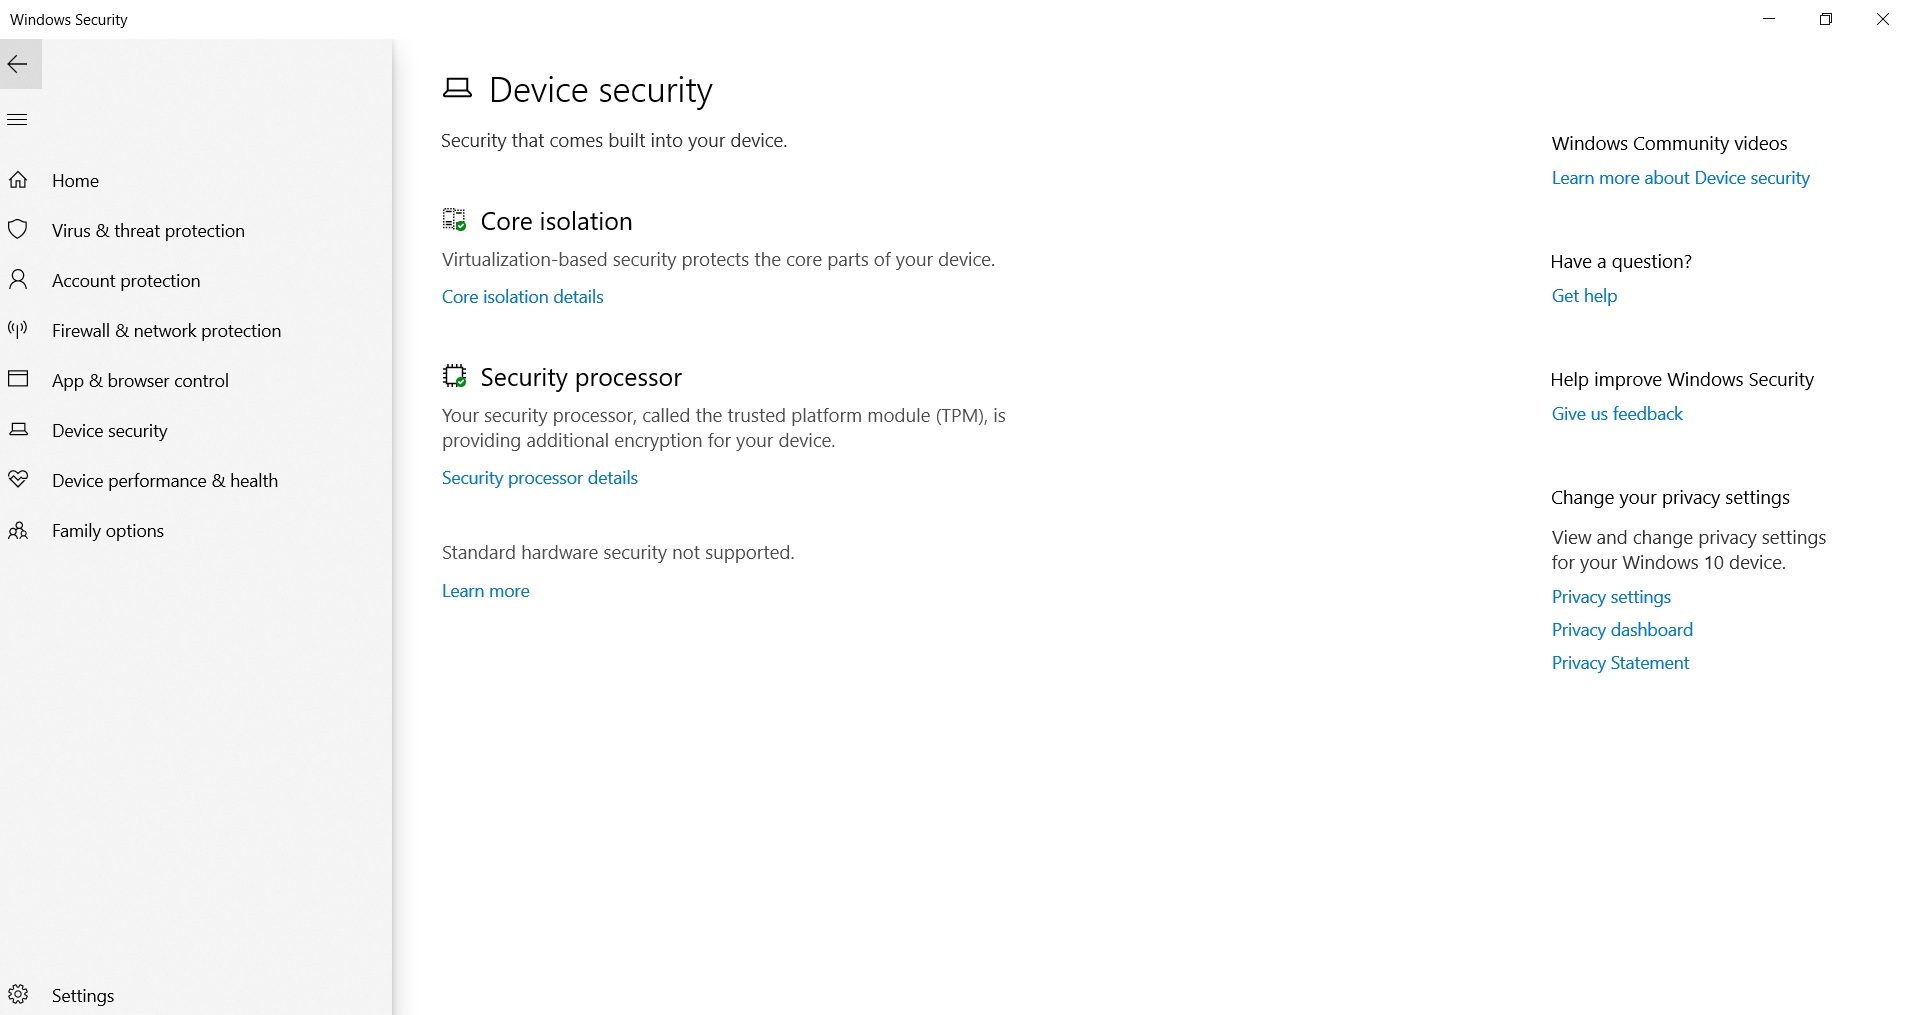 Windows Security
Home
Virus & threat protection
Account protection
Firewall & network protection
App & browser control
Device security
Device performance & health
Family options
Settings
Device security
Security that comes built into your device.
Core isolation
Virtualization-based security protects the core parts of your device.
Core isolation details
Security processor
Your security processor, called the trusted platform module (TPM), is
providing additional encryption for your device.
Security processor details
Standard hardware security not supported.
Learn more
Windows Community videos
Learn more about Device security
Have a question?
Get help
Help improve Windows Security
Give us feedback
Change your privacy settings
View and change privacy settings
for your Windows 10 device.
Privacy settings
Privacy dashboard
Privacy Statement